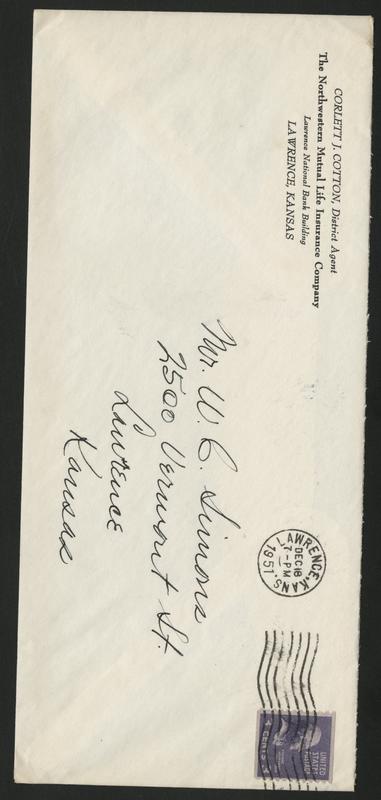 CORLETT J. COTTON, District Agent
The Northwestern Mutual Life Insurance Company
Lawrence National Bank Building
LAWRENCE, KANSAS
LAWRENCE, KANS.
DEC 18
7-PM
1951
UNITED
STATES
POSTAGE
CENTS
Mr. W. C. Simons
2500 Vermont St.
Lawrence
Kansas